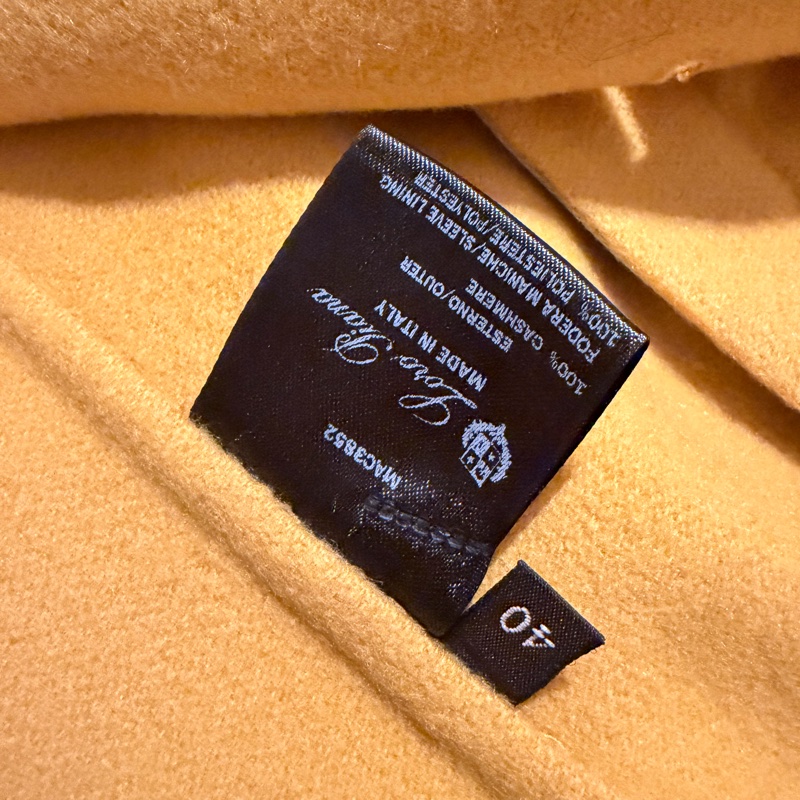 MAC3852
Loro Piana
MADE IN ITALY
ESTERNO/OUTER
100% CASHMERE
FODERA MANICHE/SLEEVE LINING
100% POLIESTERE/POLYESTER
40